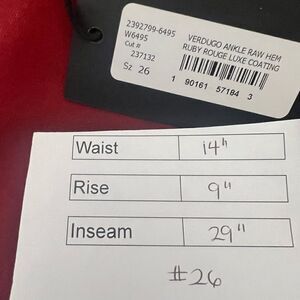 2392799-6495
W6495
Cut #
237132
Sz 26
VERDUGO ANKLE RAW HEM
RUBY ROUGE LUXE COATING
1 90161 57184 3
Waist 14"
Rise 9"
Inseam 29"
#26